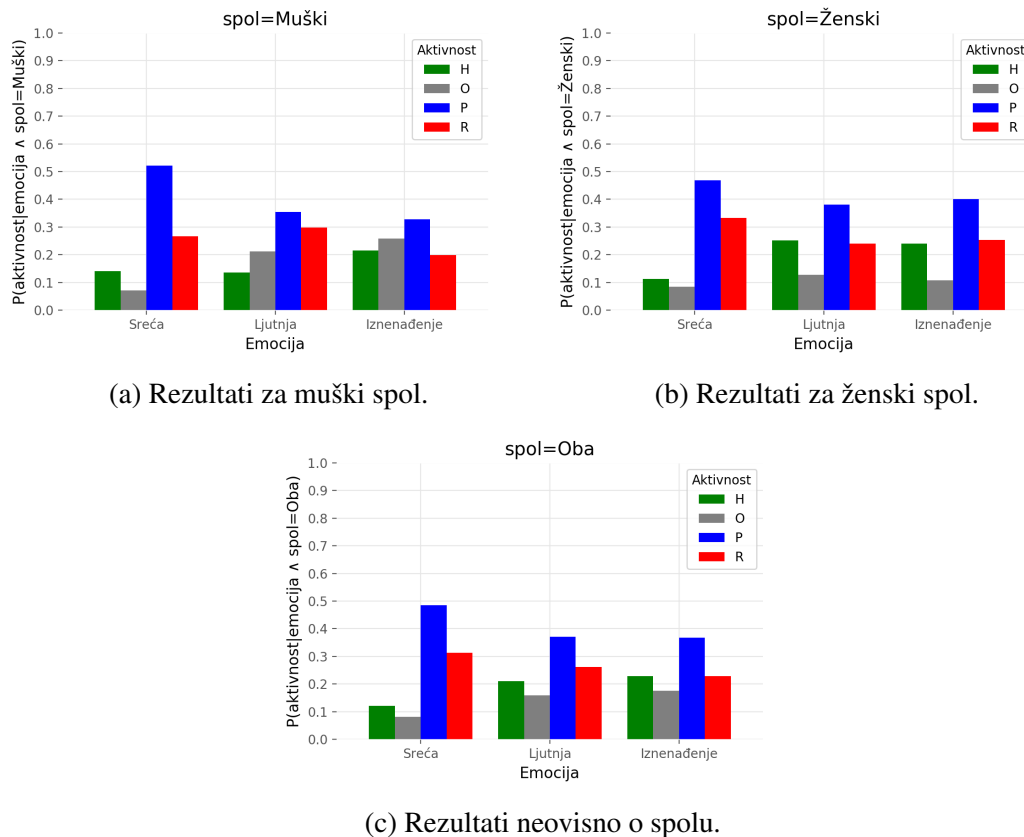 spol=Muški
P(aktivnost|emocija ∧ spol=Muški)
1.0
0.9
0.8
0.7
0.6
0.5
0.4
0.3
0.2
0.1
0.0
Aktivnost
H
O
P
R
Sreća Ljutnja Iznenađenje
Emocija
(a) Rezultati za muški spol.
spol=Ženski
P(aktivnost|emocija ∧ spol=Ženski)
1.0
0.9
0.8
0.7
0.6
0.5
0.4
0.3
0.2
0.1
0.0
Aktivnost
H
O
P
R
Sreća Ljutnja Iznenađenje
Emocija
(b) Rezultati za ženski spol.
spol=Oba
P(aktivnost|emocija ∧ spol=Oba)
1.0
0.9
0.8
0.7
0.6
0.5
0.4
0.3
0.2
0.1
0.0
Aktivnost
H
O
P
R
Sreća Ljutnja Iznenađenje
Emocija
(c) Rezultati neovisno o spolu.